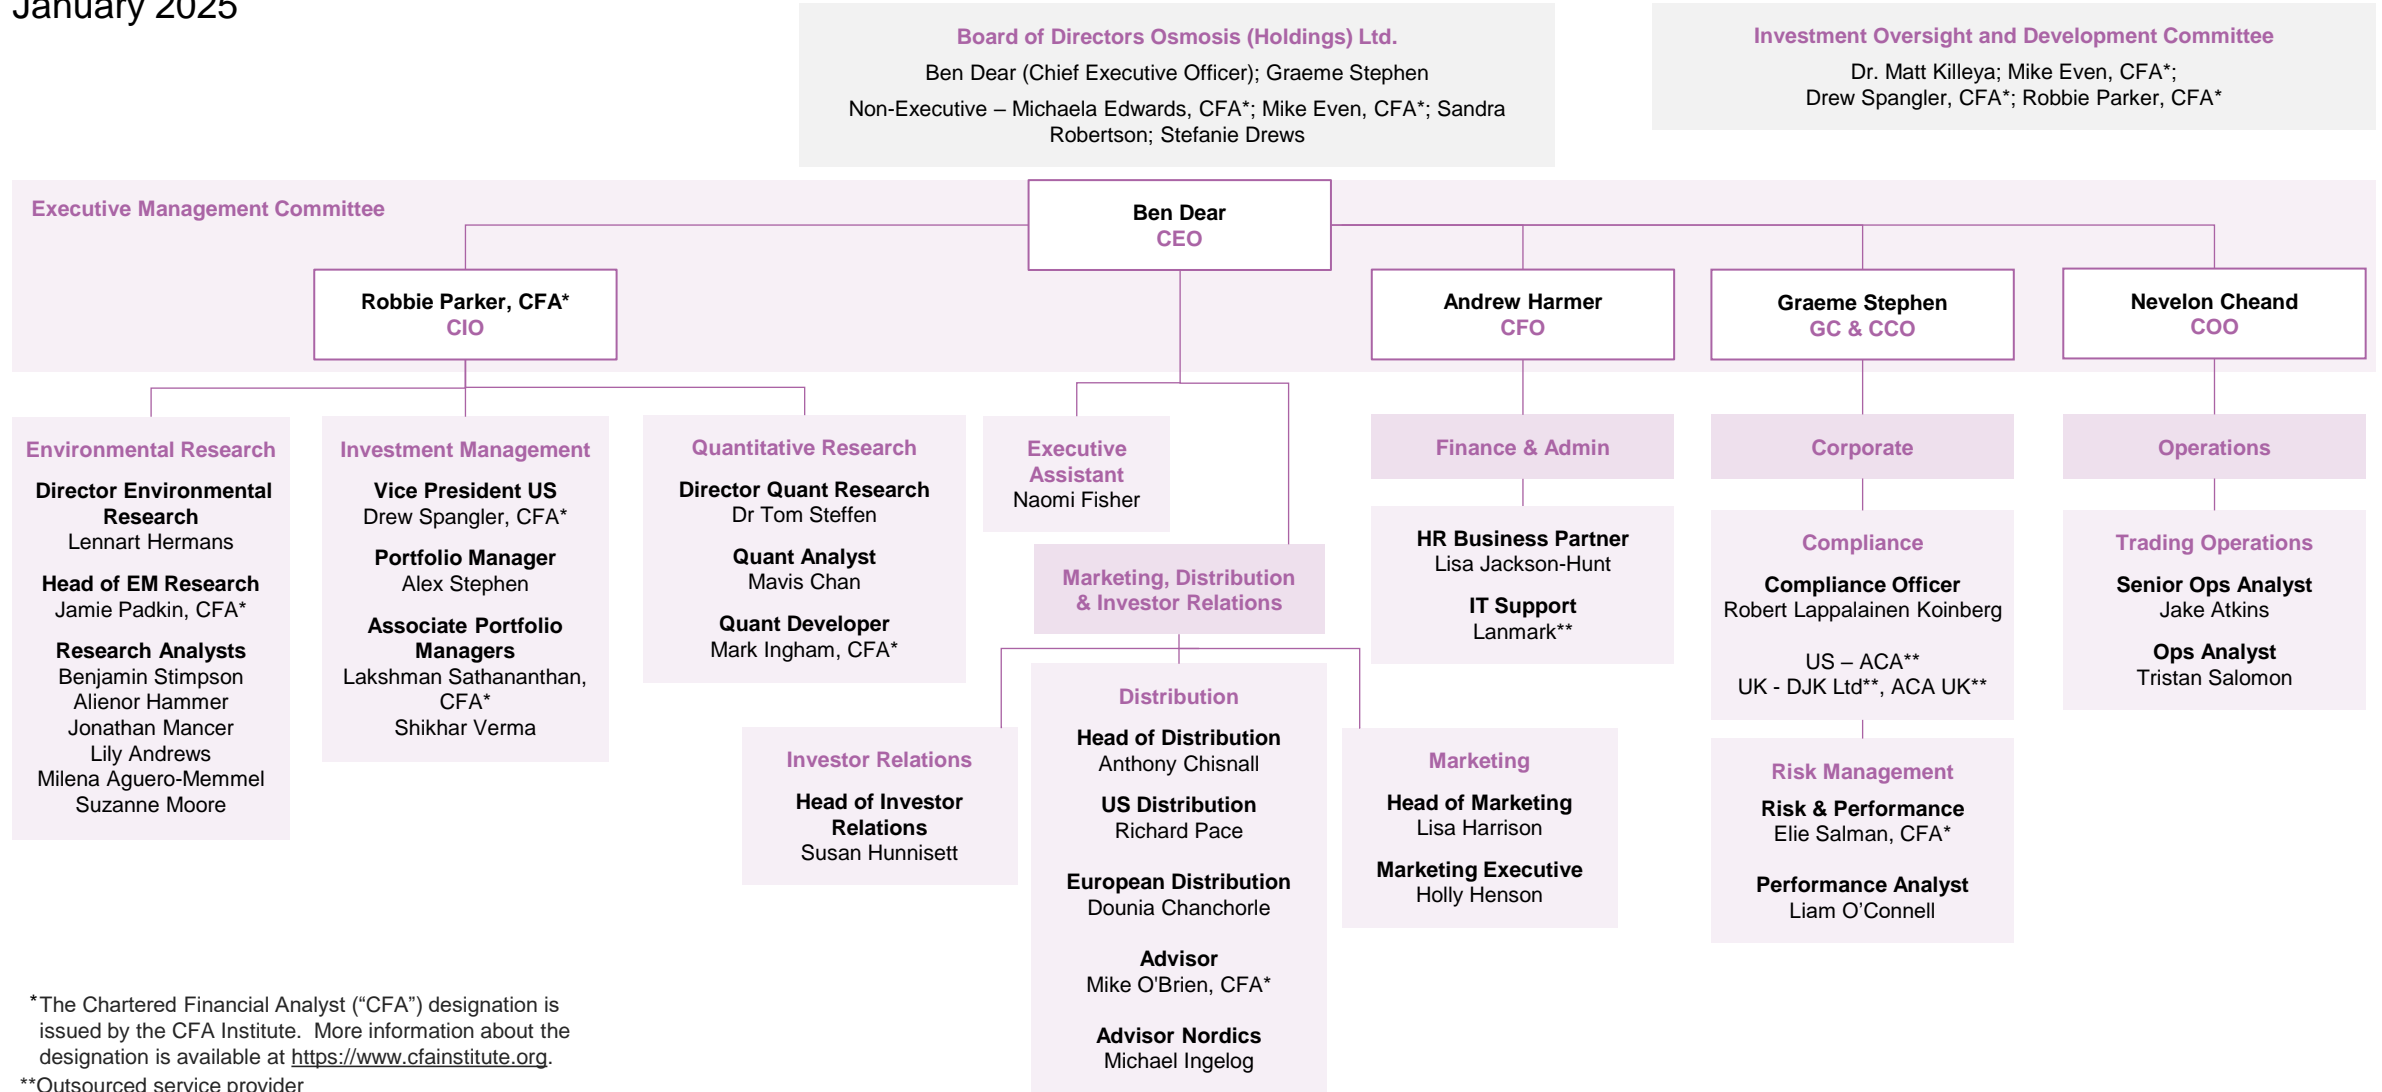 January 2025
Board of Directors Osmosis (Holdings) Ltd.
Ben Dear (Chief Executive Officer); Graeme Stephen
Non-Executive – Michaela Edwards, CFA*; Mike Even, CFA*; Sandra
Robertson; Stefanie Drews
Investment Oversight and Development Committee
Dr. Matt Killeya; Mike Even, CFA*;
Drew Spangler, CFA*; Robbie Parker, CFA*
Executive Management Committee
Ben Dear
CEO
Robbie Parker, CFA*
CIO
Andrew Harmer
CFO
Graeme Stephen
GC & CCO
Nevelon Cheand
COO
Environmental Research
Director Environmental
Research
Lennart Hermans
Head of EM Research
Jamie Padkin, CFA*
Research Analysts
Benjamin Stimpson
Alienor Hammer
Jonathan Mancer
Lily Andrews
Milena Aguero-Memmel
Suzanne Moore
Investment Management
Vice President US
Drew Spangler, CFA*
Portfolio Manager
Alex Stephen
Associate Portfolio
Managers
Lakshman Sathananthan,
CFA*
Shikhar Verma
Quantitative Research
Director Quant Research
Dr Tom Steffen
Quant Analyst
Mavis Chan
Quant Developer
Mark Ingham, CFA*
Executive
Assistant
Naomi Fisher
Marketing, Distribution
& Investor Relations
Investor Relations
Head of Investor
Relations
Susan Hunnisett
Distribution
Head of Distribution
Anthony Chisnall
US Distribution
Richard Pace
European Distribution
Dounia Chanchorle
Advisor
Mike O'Brien, CFA*
Advisor Nordics
Michael Ingelog
Marketing
Head of Marketing
Lisa Harrison
Marketing Executive
Holly Henson
Finance & Admin
HR Business Partner
Lisa Jackson-Hunt
IT Support
Lanmark**
Corporate
Compliance
Compliance Officer
Robert Lappalainen Koinberg
US – ACA**
UK - DJK Ltd**, ACA UK**
Risk Management
Risk & Performance
Elie Salman, CFA*
Performance Analyst
Liam O’Connell
Operations
Trading Operations
Senior Ops Analyst
Jake Atkins
Ops Analyst
Tristan Salomon
*The Chartered Financial Analyst (“CFA”) designation is
issued by the CFA Institute. More information about the
designation is available at https://www.cfainstitute.org.
**Outsourced service provider